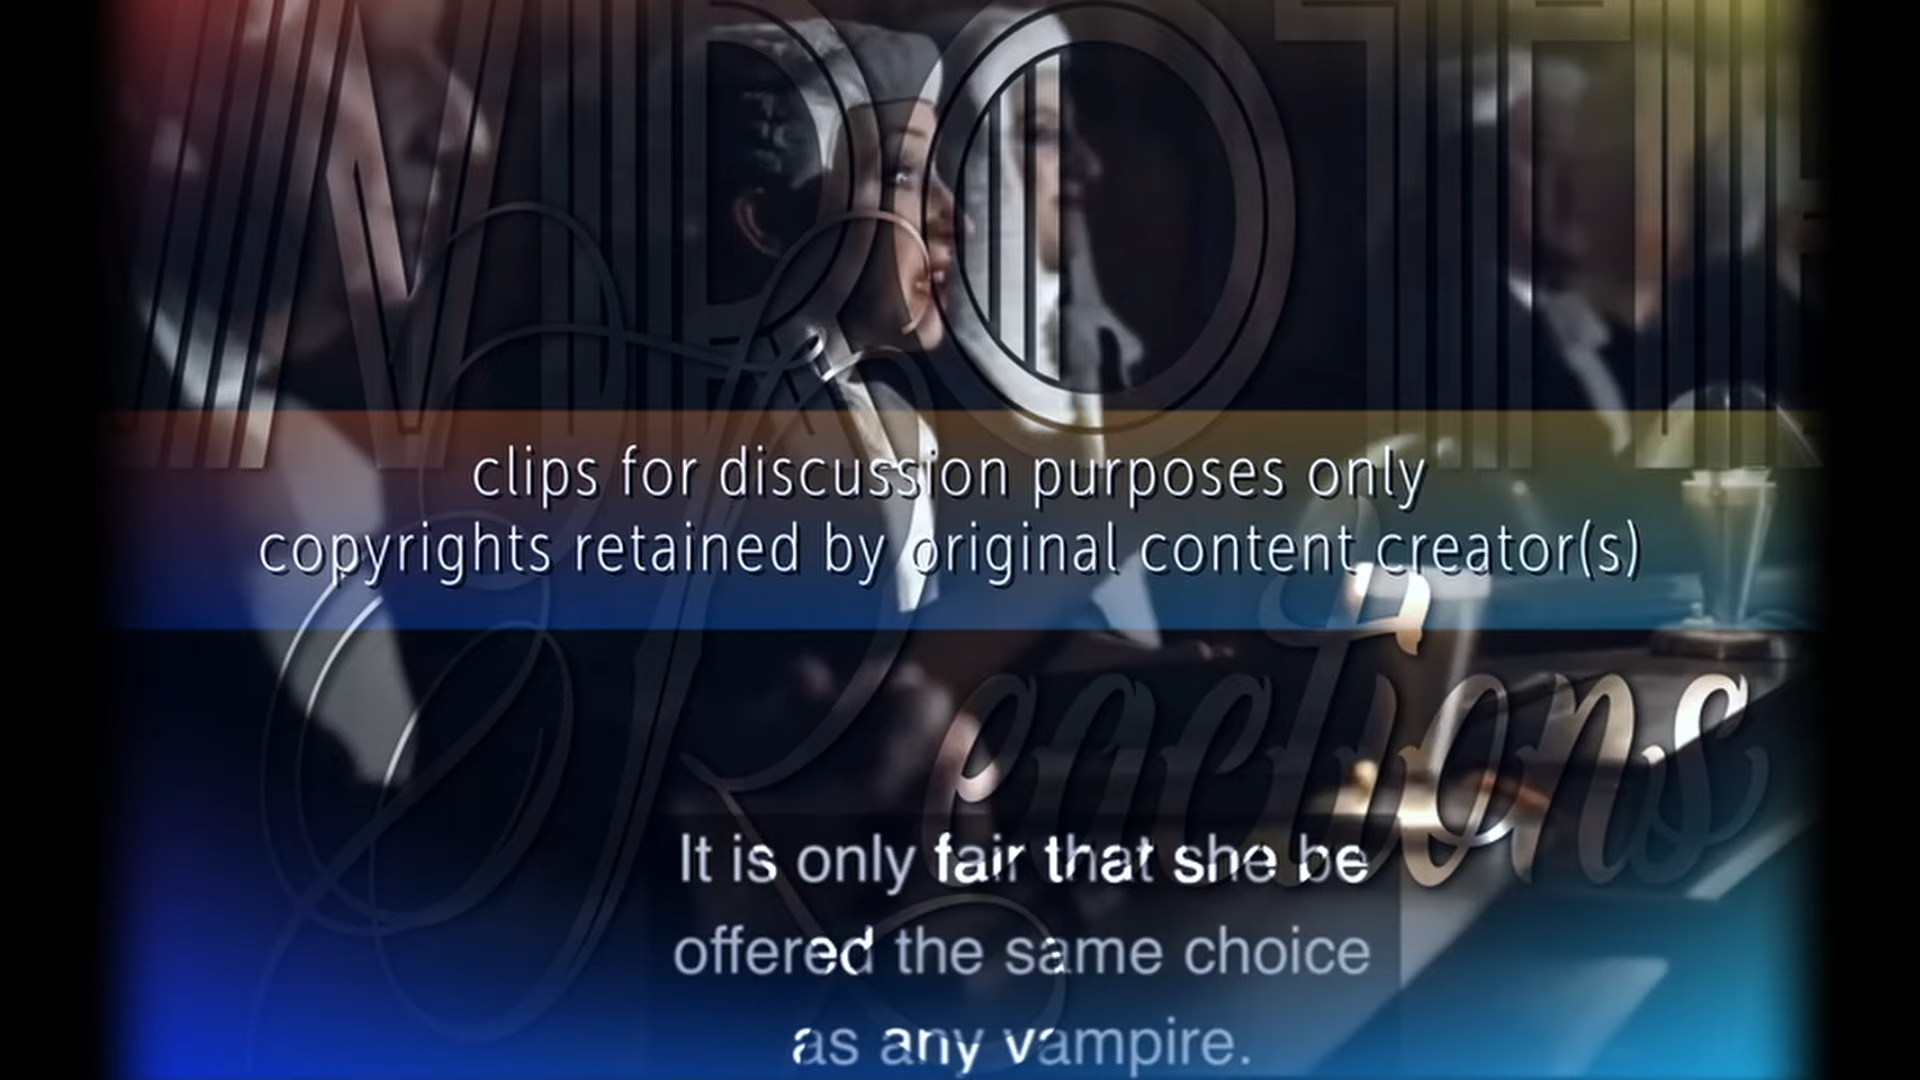 clips for discussion purposes only
copyrights retained by original content creator(s)
Reactions
It is only fair that she be
offered the same choice
as any vampire.